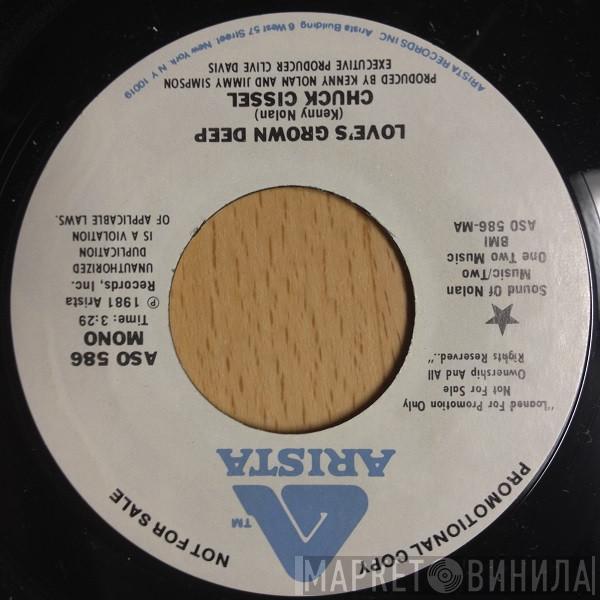 PROMOTIONAL COPY
NOT FOR SALE
ARISTA
TM
"Loaned For Promotion Only
Not For Sale
Ownership And All
Rights Reserved.."
Sound Of Nolan
Music/Two
One Two Music
BMI
ASO 586-MA
ASO 586
MONO
Time: 3:29
℗ 1981 Arista
Records, Inc.
UNAUTHORIZED
DUPLICATION
IS A VIOLATION
OF APPLICABLE LAWS.
LOVE'S GROWN DEEP
(Kenny Nolan)
CHUCK CISSEL
PRODUCED BY KENNY NOLAN AND JIMMY SIMPSON
EXECUTIVE PRODUCER CLIVE DAVIS
ARISTA RECORDS INC. Arista Building 6 West 57 Street New York N.Y. 10019
МАРКЕТ ВИНИЛА